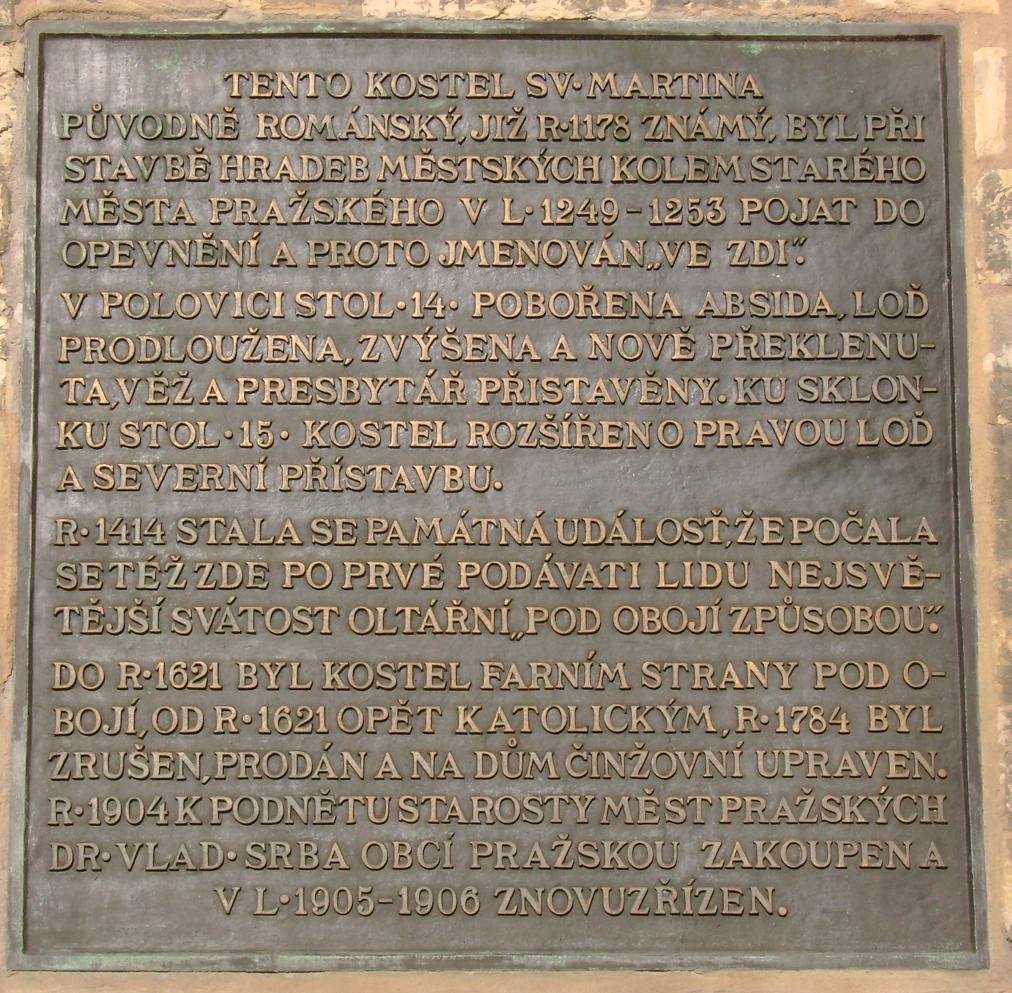 TENTO KOSTEL SV·MARTINA
PŮVODNĚ ROMÁNSKÝ, JIŽ R·1178 ZNÁMÝ, BYL PŘI
STAVBĚ HRADEB MĚSTSKÝCH KOLEM STARÉHO
MĚSTA PRAŽSKÉHO V L·1249-1253 POJAT DO
OPEVNĚNÍ A PROTO JMENOVÁN „VE ZDI".
V POLOVICI STOL·14· POBOŘENA ABSIDA, LOĎ
PRODLOUŽENA, ZVÝŠENA A NOVĚ PŘEKLENU-
TA, VĚŽ A PRESBYTÁŘ PŘISTAVĚNY. KU SKLON-
KU STOL·15· KOSTEL ROZŠÍŘEN O PRAVOU LOĎ
A SEVERNÍ PŘÍSTAVBU.
R·1414 STALA SE PAMÁTNÁ UDÁLOSŤ, ŽE POČALA
SE TÉŽ ZDE PO PRVÉ PODÁVATI LIDU NEJSVĚ-
TĚJŠÍ SVÁTOST OLTÁŘNÍ „POD OBOJÍ ZPŮSOBOU"
DO R·1621 BYL KOSTEL FARNÍM STRANY POD O-
BOJÍ, OD R·1621 OPĚT KATOLICKÝM, R·1784 BYL
ZRUŠEN, PRODÁN A NA DŮM ČINŽOVNÍ UPRAVEN.
R·1904 K PODNĚTU STAROSTY MĚST PRAŽSKÝCH
DR·VLAD·SRBA OBCÍ PRAŽSKOU ZAKOUPEN A
V L·1905-1906 ZNOVUZŘÍZEN.